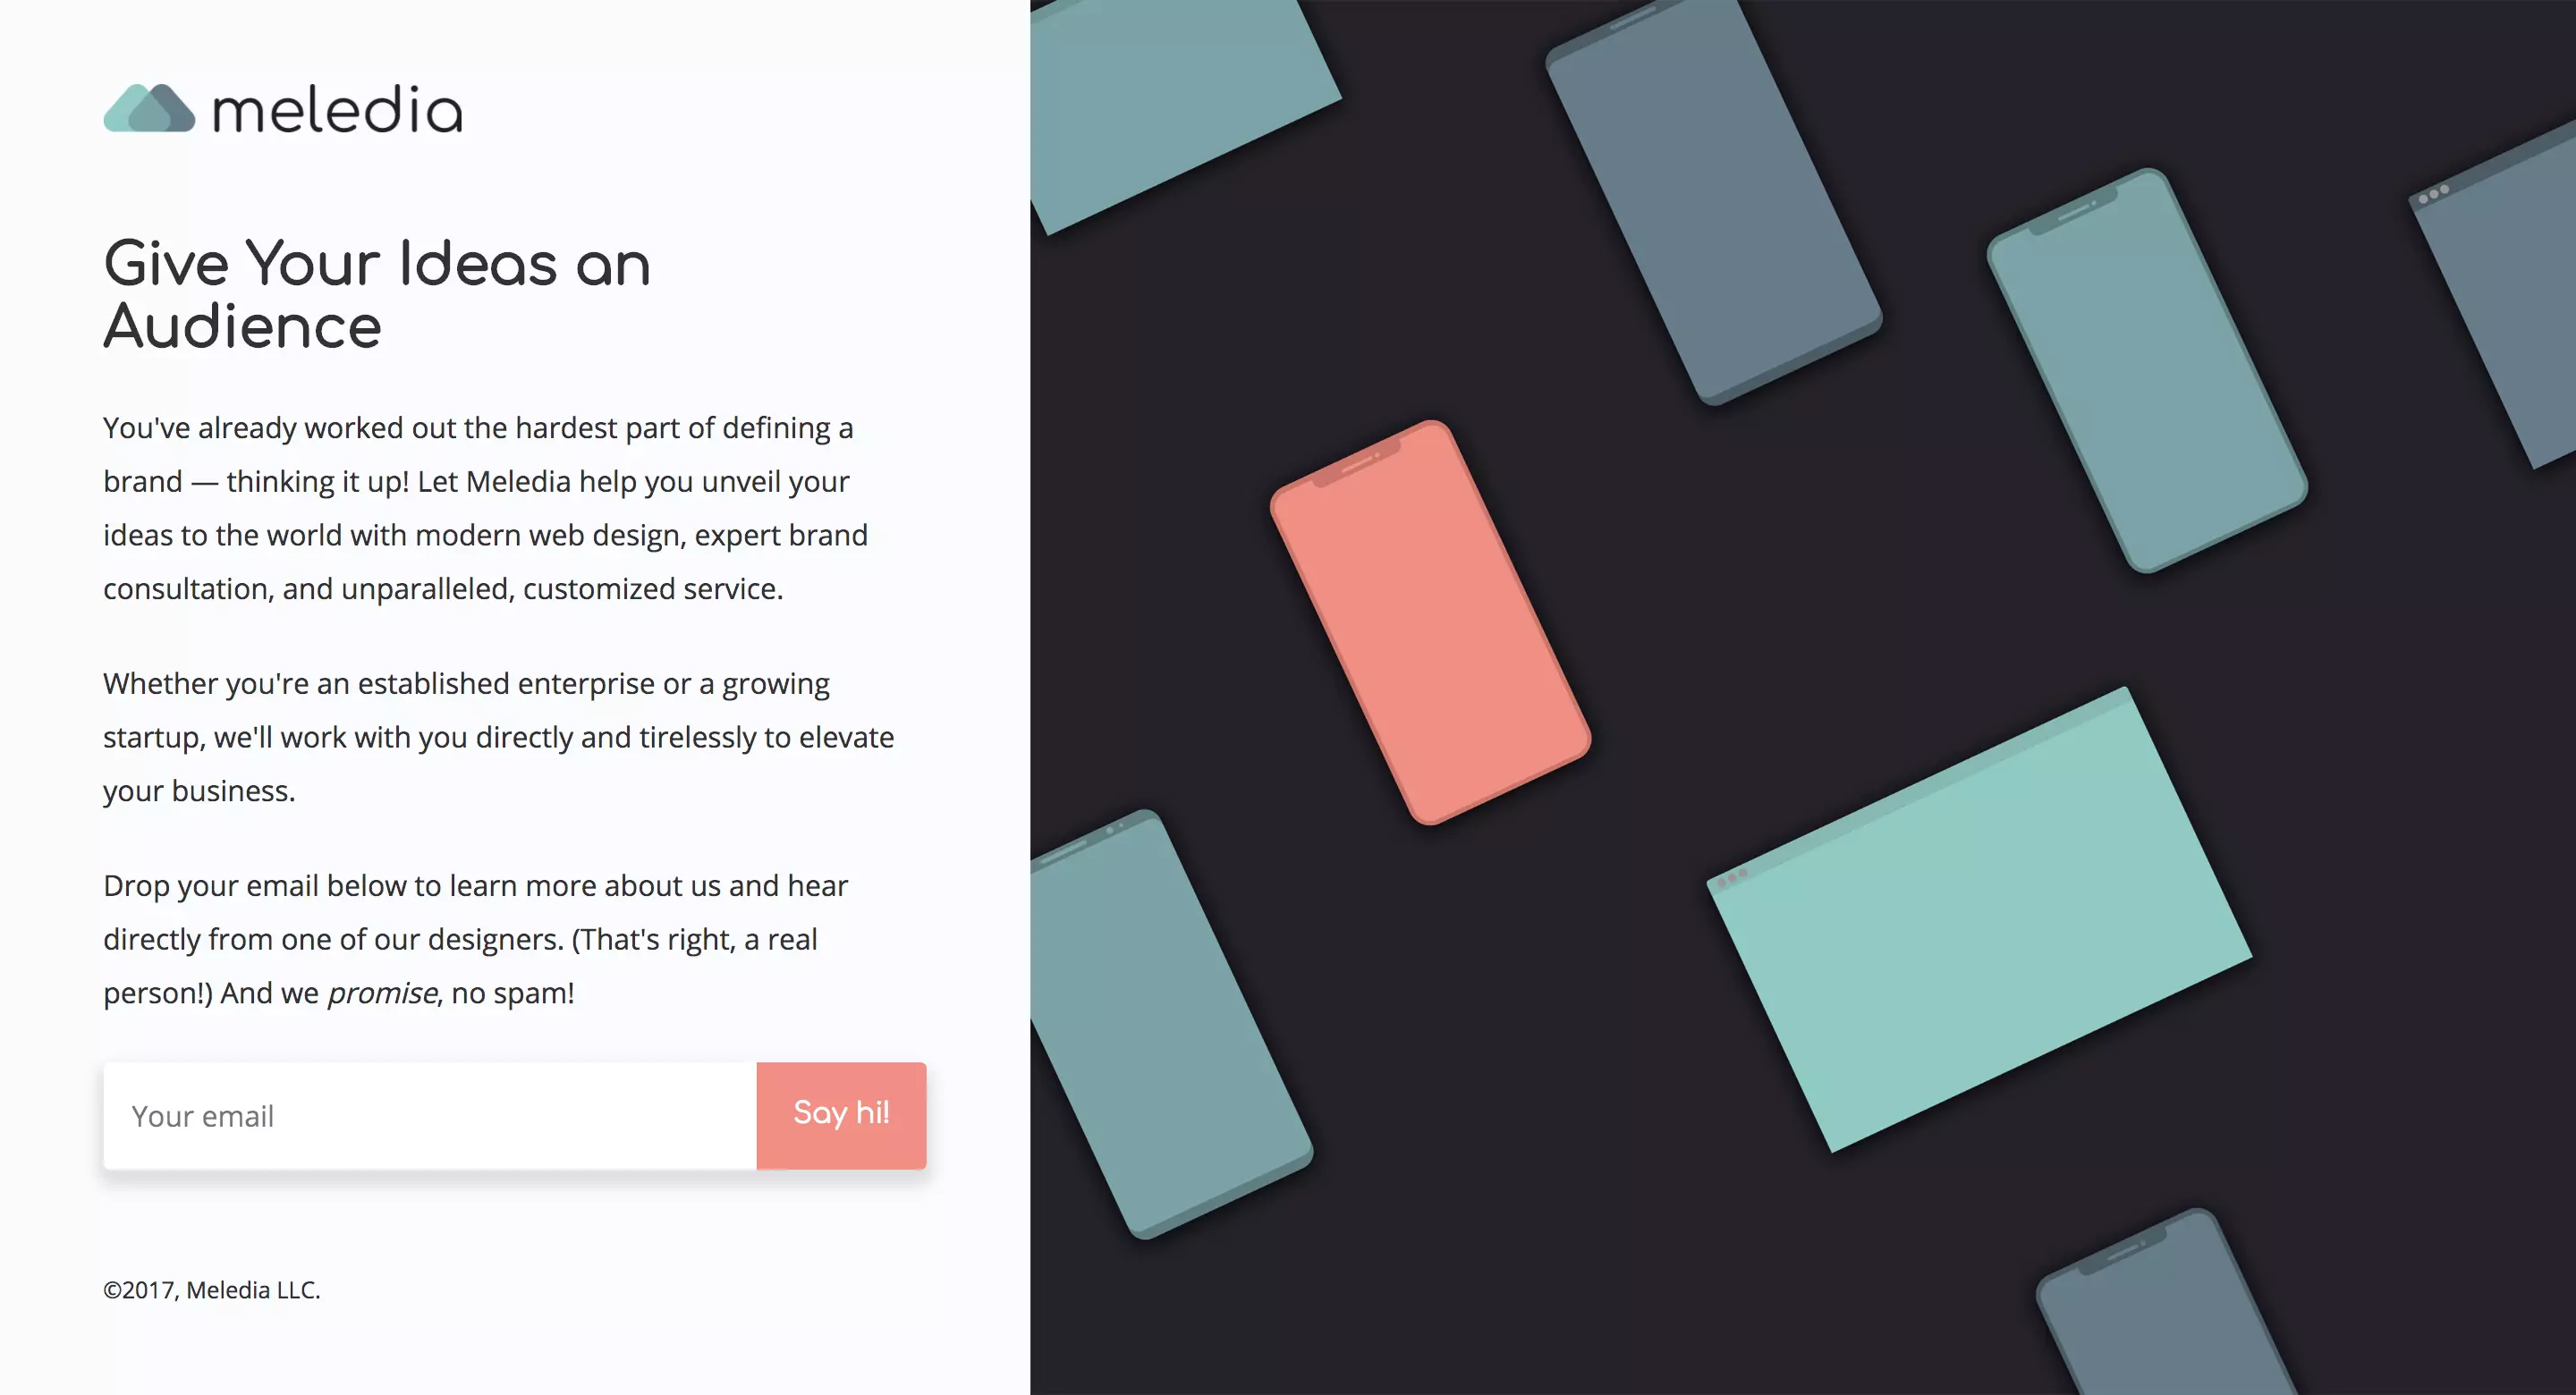 meledia
Give Your Ideas an
Audience
You've already worked out the hardest part of defining a
brand — thinking it up! Let Meledia help you unveil your
ideas to the world with modern web design, expert brand
consultation, and unparalleled, customized service.
Whether you're an established enterprise or a growing
startup, we'll work with you directly and tirelessly to elevate
your business.
Drop your email below to learn more about us and hear
directly from one of our designers. (That's right, a real
person!) And we promise, no spam!
Your email
Say hi!
©2017, Meledia LLC.